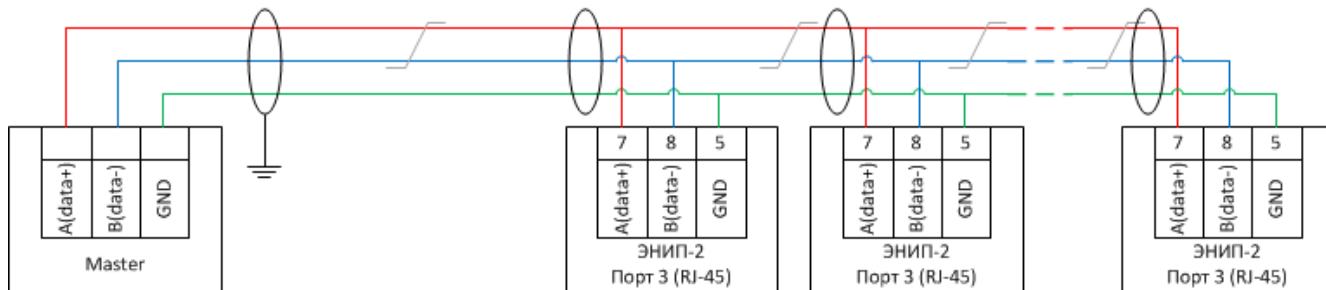 7 8 5
7 8 5
7 8 5
A(data+) B(data-) GND
A(data+) B(data-) GND
A(data+) B(data-) GND
A(data+) B(data-) GND
Master
ЭНИП-2
Порт 3 (RJ-45)
ЭНИП-2
Порт 3 (RJ-45)
ЭНИП-2
Порт 3 (RJ-45)